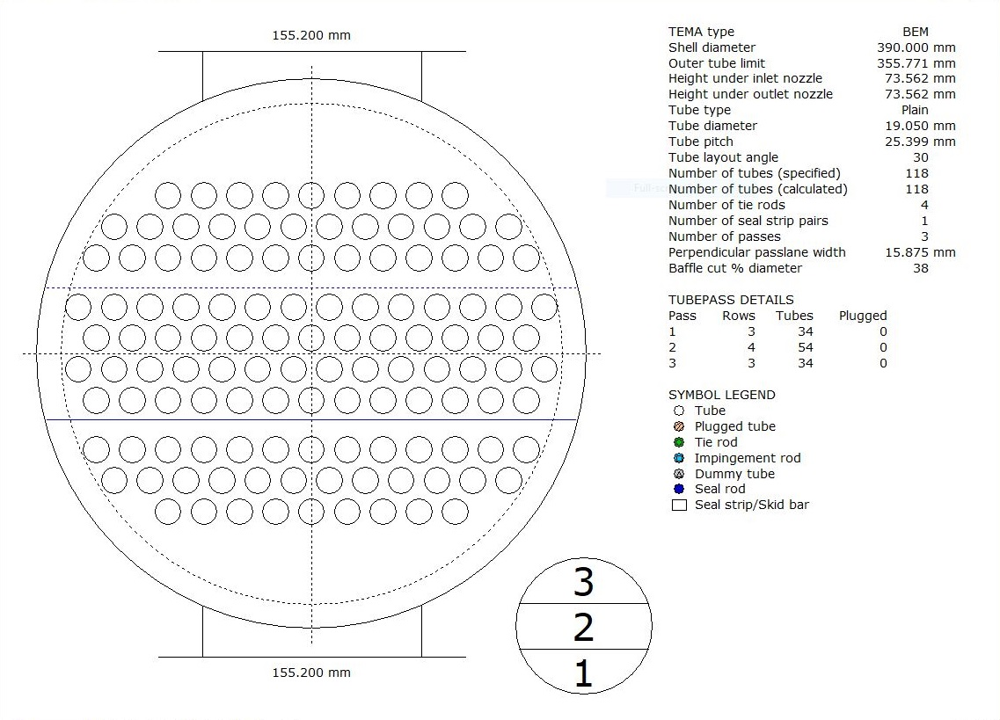 155.200 mm
TEMA type BEM
Shell diameter 390.000 mm
Outer tube limit 355.771 mm
Height under inlet nozzle 73.562 mm
Height under outlet nozzle 73.562 mm
Tube type Plain
Tube diameter 19.050 mm
Tube pitch 25.399 mm
Tube layout angle 30
Number of tubes (specified) 118
Number of tubes (calculated) 118
Number of tie rods 4
Number of seal strip pairs 1
Number of passes 3
Perpendicular passlane width 15.875 mm
Baffle cut % diameter 38
TUBEPASS DETAILS
Pass Rows Tubes Plugged
1 3 34 0
2 4 54 0
3 3 34 0
SYMBOL LEGEND
Tube
Plugged tube
Tie rod
Impingement rod
Dummy tube
Seal rod
Seal strip/Skid bar
3
2
1
155.200 mm